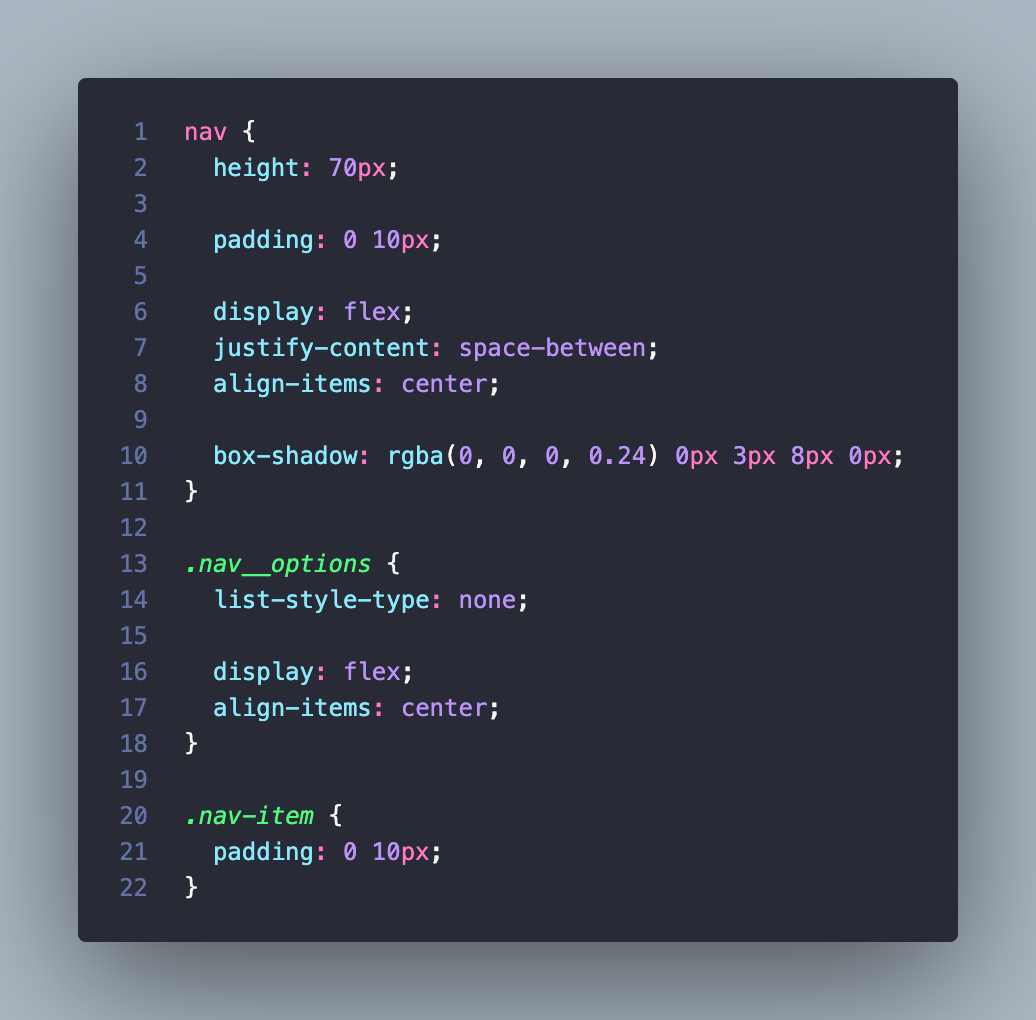 1 nav {
2   height: 70px;
3
4   padding: 0 10px;
5
6   display: flex;
7   justify-content: space-between;
8   align-items: center;
9
10   box-shadow: rgba(0, 0, 0, 0.24) 0px 3px 8px 0px;
11 }
12
13 .nav__options {
14   list-style-type: none;
15
16   display: flex;
17   align-items: center;
18 }
19
20 .nav-item {
21   padding: 0 10px;
22 }